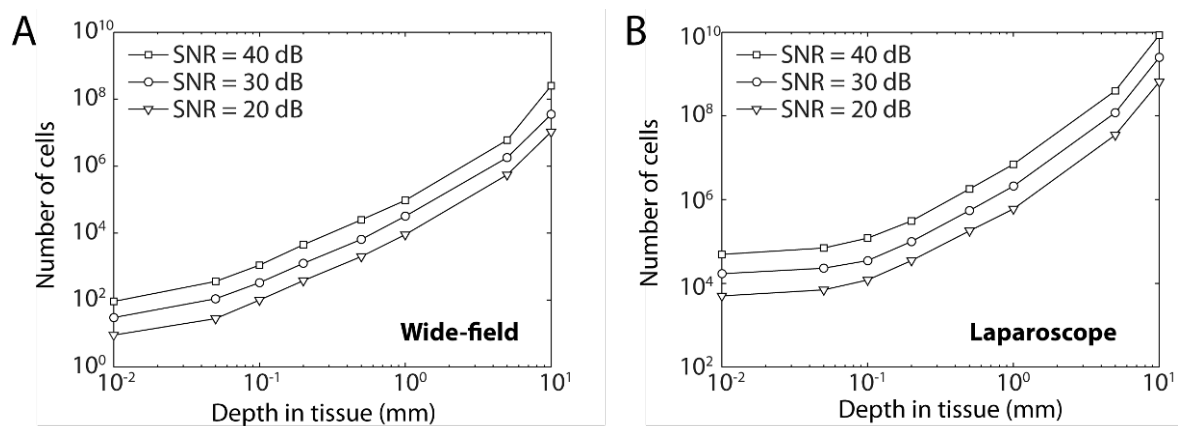 A
Number of cells
10^10
10^8
10^6
10^4
10^2
10^0
SNR = 40 dB
SNR = 30 dB
SNR = 20 dB
Wide-field
10^-2
10^-1
10^0
10^1
Depth in tissue (mm)
B
Number of cells
10^10
10^8
10^6
10^4
10^2
SNR = 40 dB
SNR = 30 dB
SNR = 20 dB
Laparoscope
10^-2
10^-1
10^0
10^1
Depth in tissue (mm)